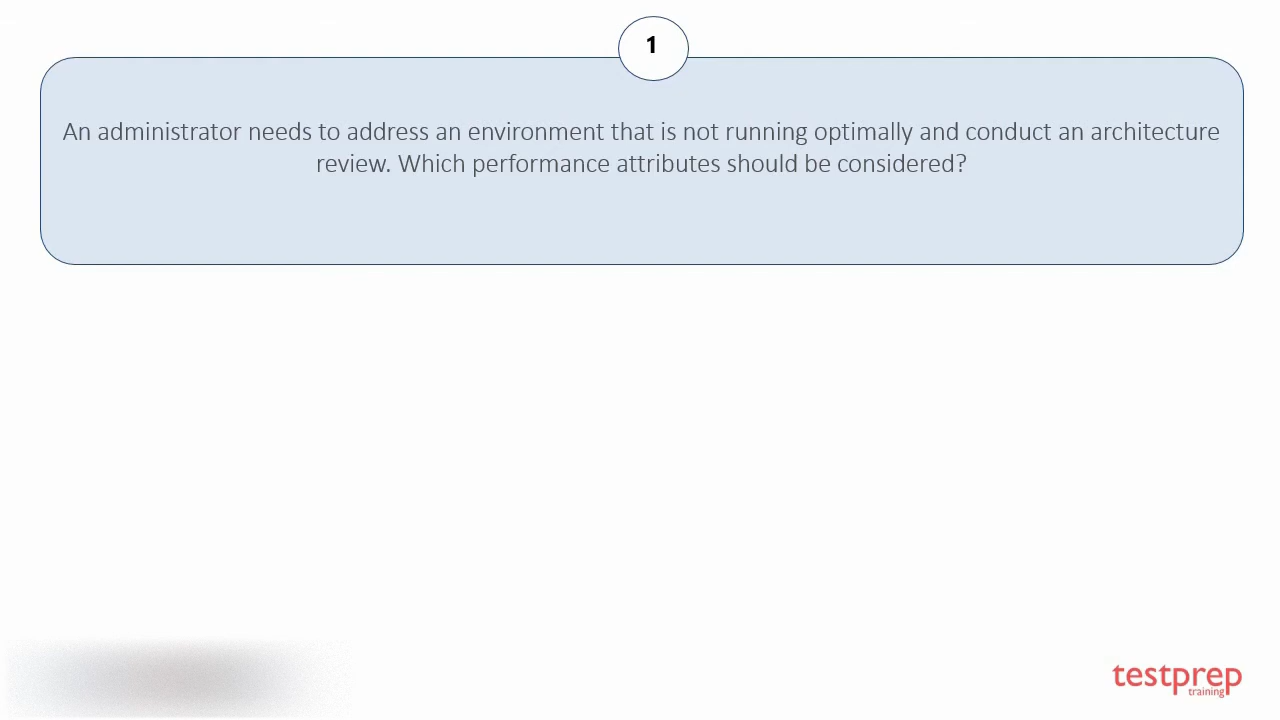 1
An administrator needs to address an environment that is not running optimally and conduct an architecture
review. Which performance attributes should be considered?
testprep
training